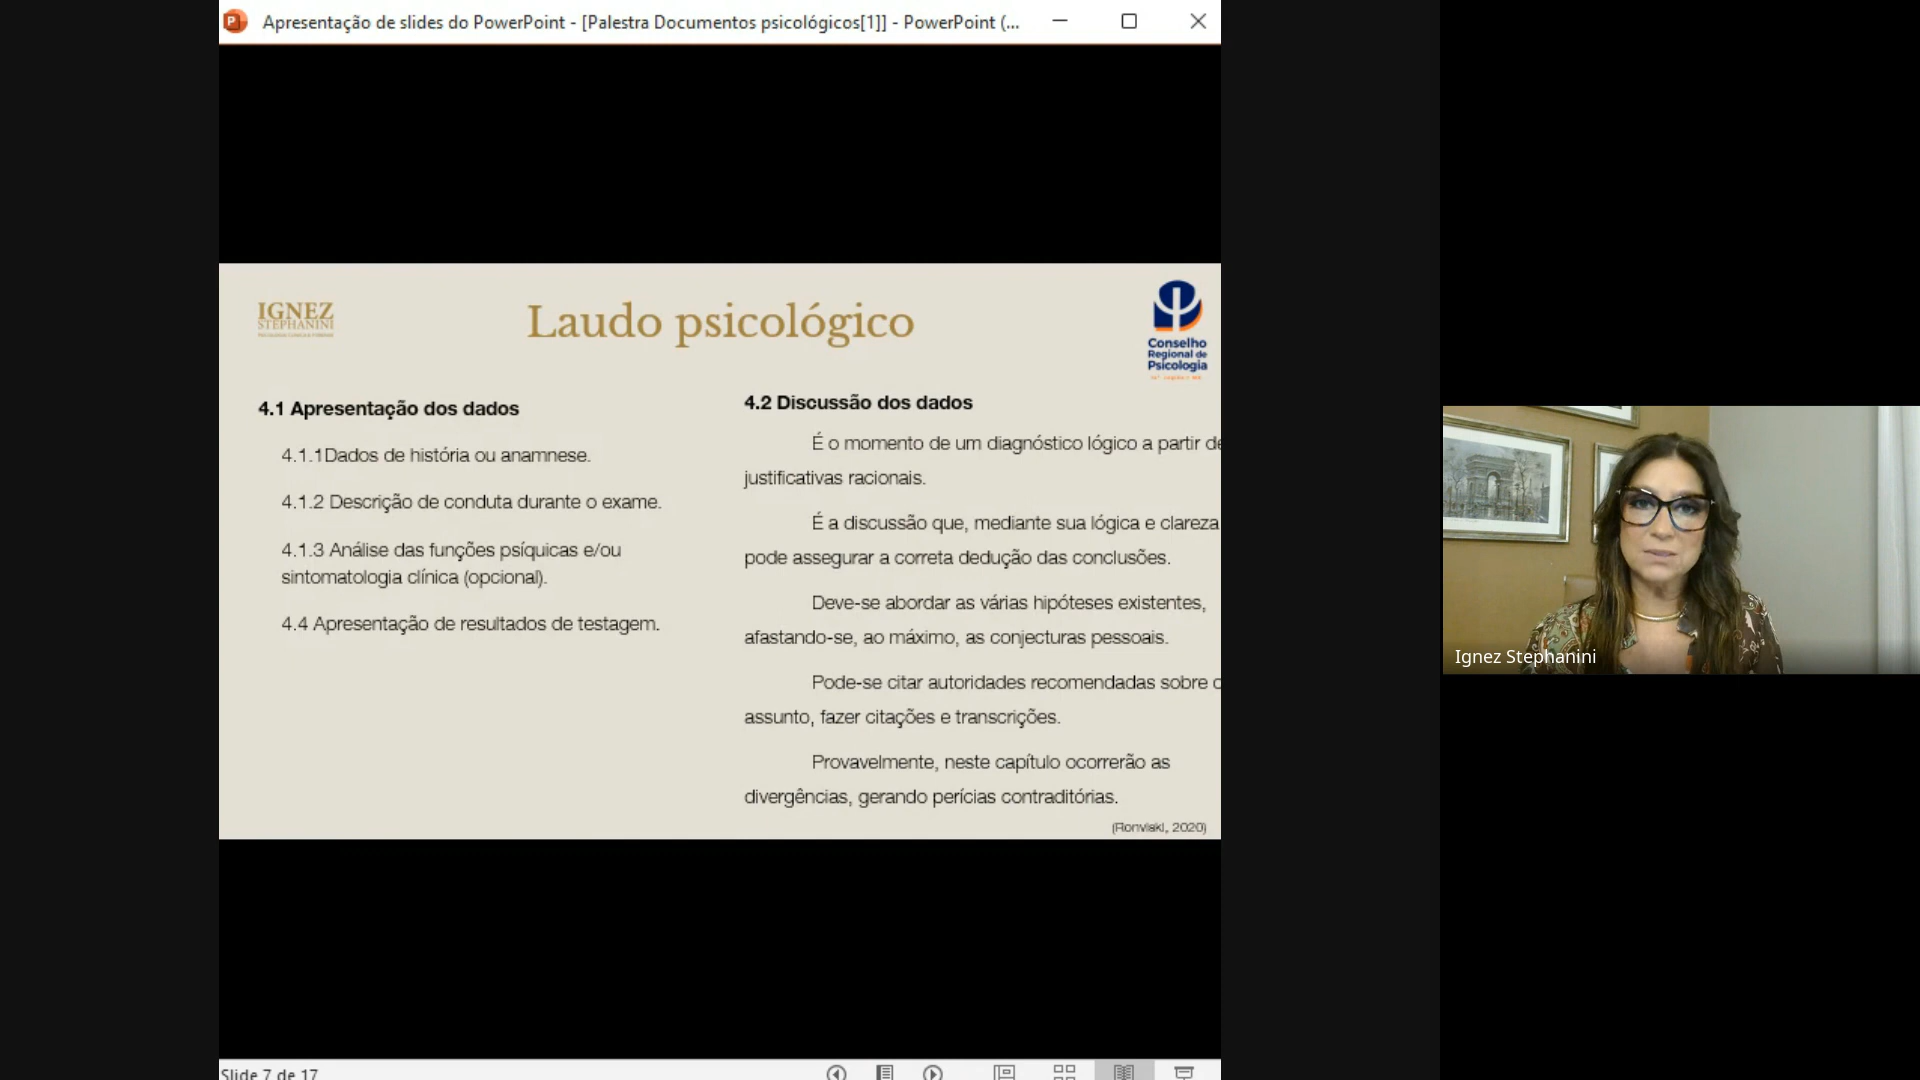 Apresentação de slides do PowerPoint - [Palestra Documentos psicológicos[1]] - PowerPoint (...
IGNEZ
STEPHANINI
Laudo psicológico
Conselho
Regional de
Psicologia
4.1 Apresentação dos dados
4.1.1Dados de história ou anamnese.
4.1.2 Descrição de conduta durante o exame.
4.1.3 Análise das funções psíquicas e/ou
sintomatologia clínica (opcional).
4.4 Apresentação de resultados de testagem.
4.2 Discussão dos dados
É o momento de um diagnóstico lógico a partir de
justificativas racionais.
É a discussão que, mediante sua lógica e clareza
pode assegurar a correta dedução das conclusões.
Deve-se abordar as várias hipóteses existentes,
afastando-se, ao máximo, as conjecturas pessoais.
Pode-se citar autoridades recomendadas sobre o
assunto, fazer citações e transcrições.
Provavelmente, neste capítulo ocorrerão as
divergências, gerando perícias contraditórias.
(Ronviski, 2020)
Ignez Stephanini
Slide 7 de 17